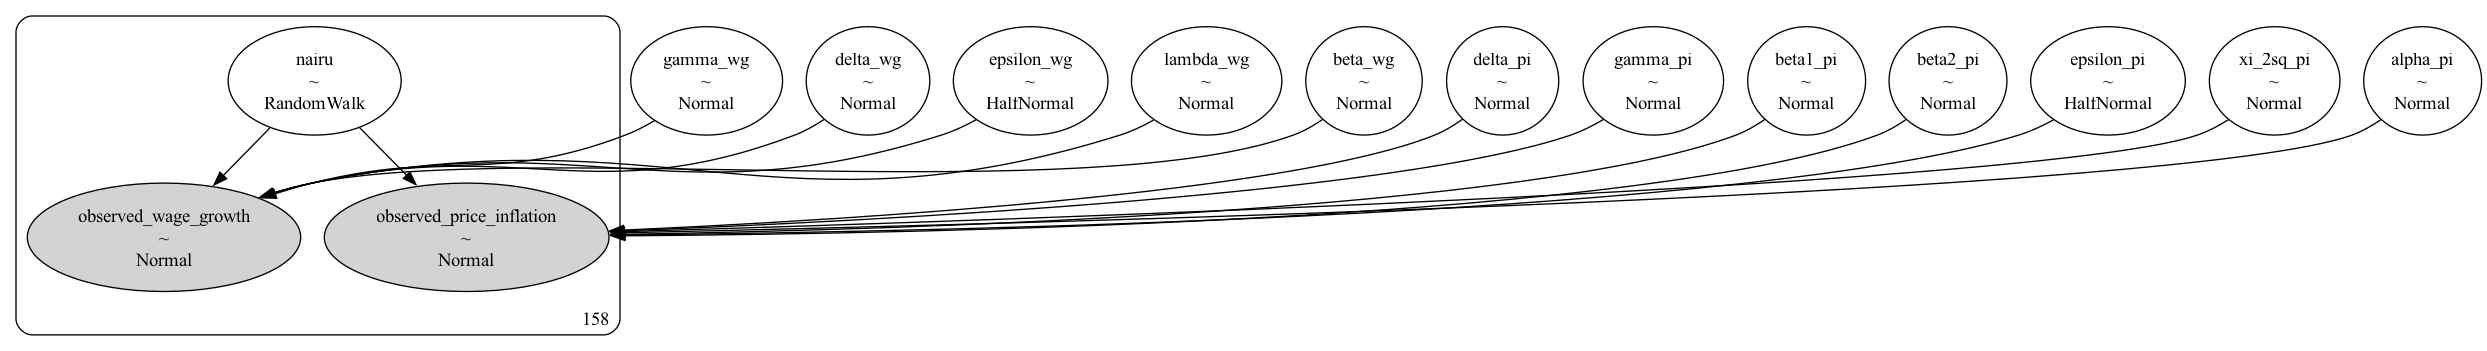 nairu
~
RandomWalk
gamma_wg
~
Normal
delta_wg
~
Normal
epsilon_wg
~
HalfNormal
lambda_wg
~
Normal
beta_wg
~
Normal
delta_pi
~
Normal
gamma_pi
~
Normal
beta1_pi
~
Normal
beta2_pi
~
Normal
epsilon_pi
~
HalfNormal
xi_2sq_pi
~
Normal
alpha_pi
~
Normal
observed_wage_growth
~
Normal
observed_price_inflation
~
Normal
158